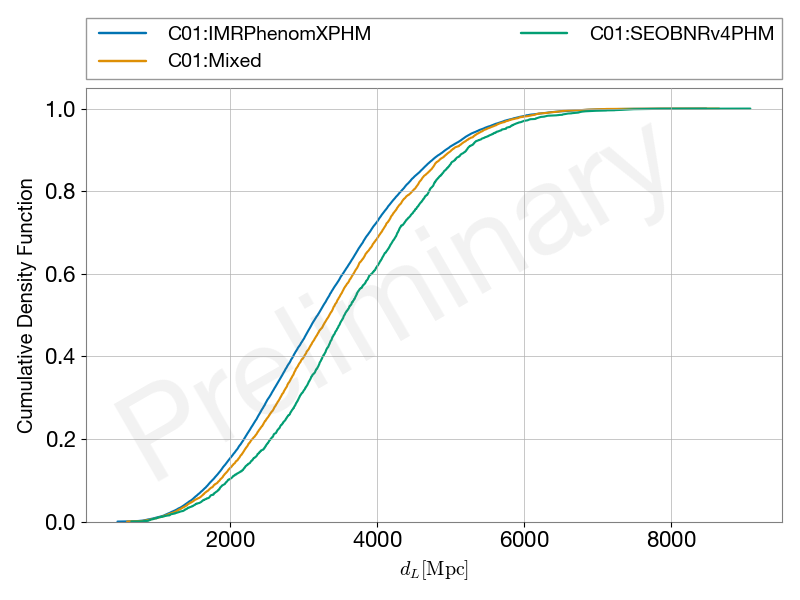 C01:IMRPhenomXPHM
C01:Mixed
C01:SEOBNRv4PHM
1.0
0.8
0.6
0.4
0.2
0.0
Cumulative Density Function
Preliminary
2000 4000 6000 8000
d_L[Mpc]